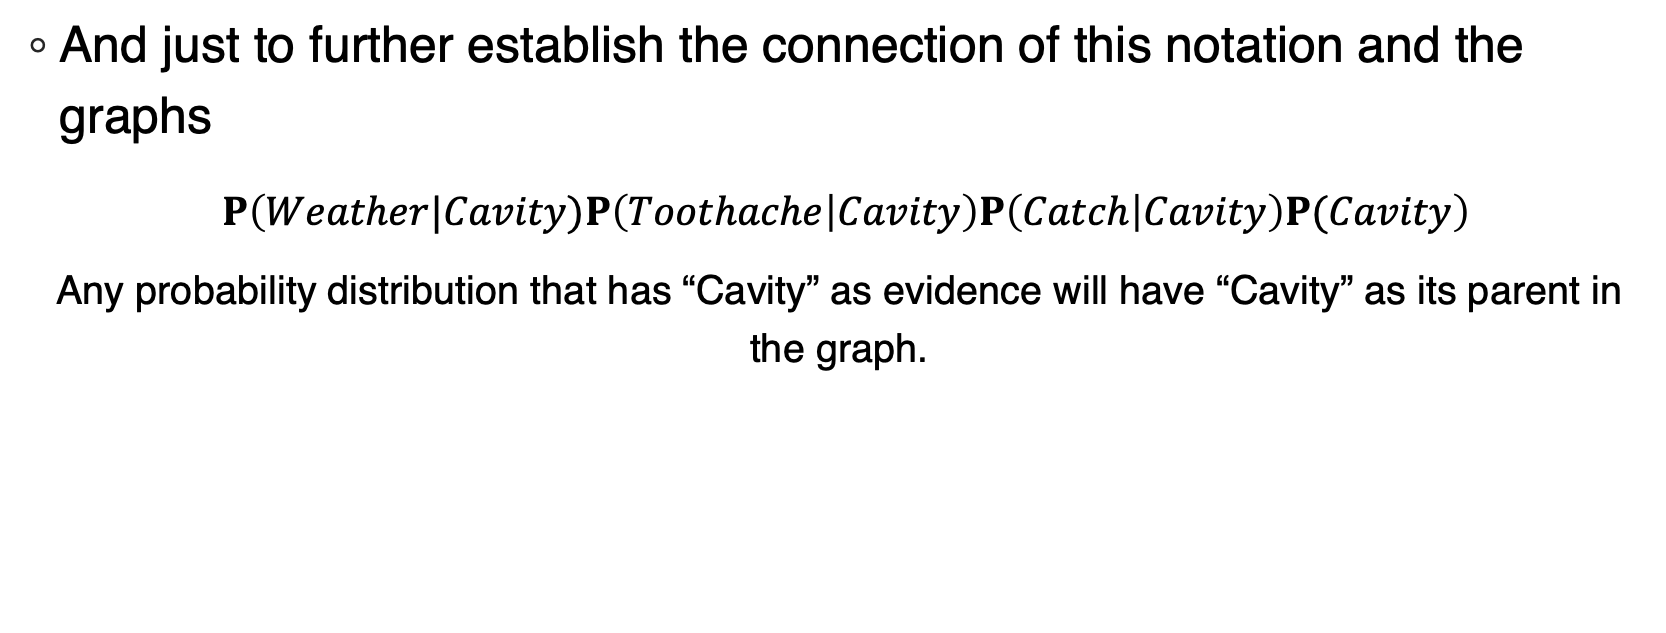 ◦ And just to further establish the connection of this notation and the
graphs
𝐏(𝑊𝑒𝑎𝑡ℎ𝑒𝑟|𝐶𝑎𝑣𝑖𝑡𝑦)𝐏(𝑇𝑜𝑜𝑡ℎ𝑎𝑐ℎ𝑒|𝐶𝑎𝑣𝑖𝑡𝑦)𝐏(𝐶𝑎𝑡𝑐ℎ|𝐶𝑎𝑣𝑖𝑡𝑦)𝐏(𝐶𝑎𝑣𝑖𝑡𝑦)
Any probability distribution that has “Cavity” as evidence will have “Cavity” as its parent in
the graph.